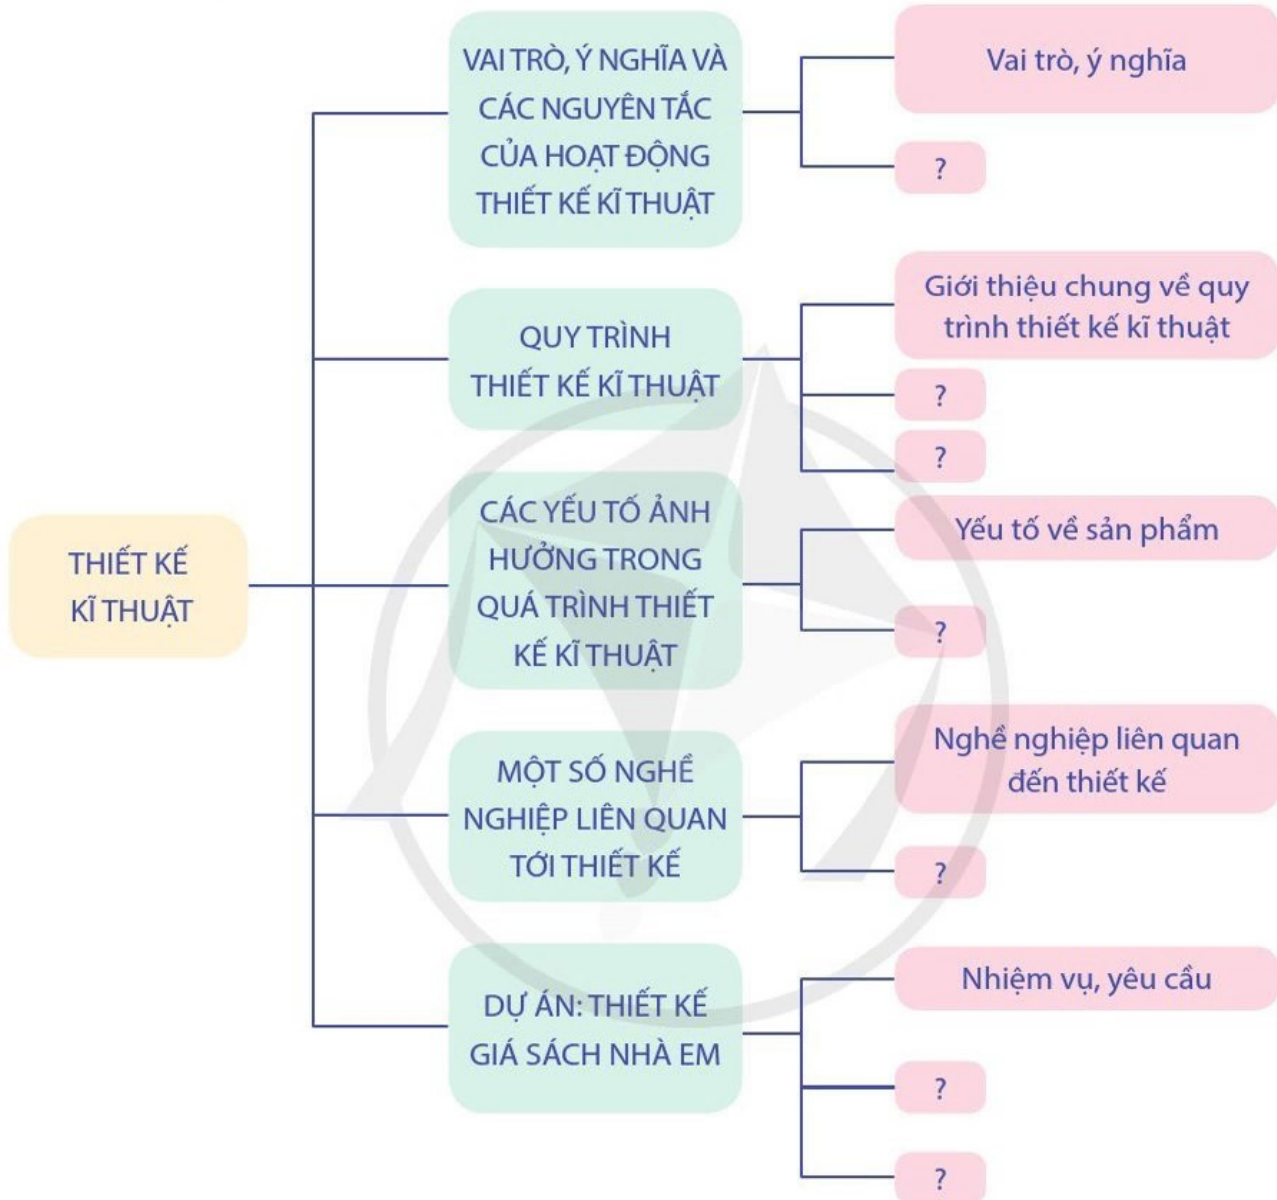 VAI TRÒ, Ý NGHĨA VÀ
CÁC NGUYÊN TẮC
CỦA HOẠT ĐỘNG
THIẾT KẾ KĨ THUẬT
Vai trò, ý nghĩa
?
QUY TRÌNH
THIẾT KẾ KĨ THUẬT
Giới thiệu chung về quy
trình thiết kế kĩ thuật
?
?
THIẾT KẾ
KĨ THUẬT
CÁC YẾU TỐ ẢNH
HƯỞNG TRONG
QUÁ TRÌNH THIẾT
KẾ KĨ THUẬT
Yếu tố về sản phẩm
?
MỘT SỐ NGHỀ
NGHIỆP LIÊN QUAN
TỚI THIẾT KẾ
Nghề nghiệp liên quan
đến thiết kế
?
DỰ ÁN: THIẾT KẾ
GIÁ SÁCH NHÀ EM
Nhiệm vụ, yêu cầu
?
?